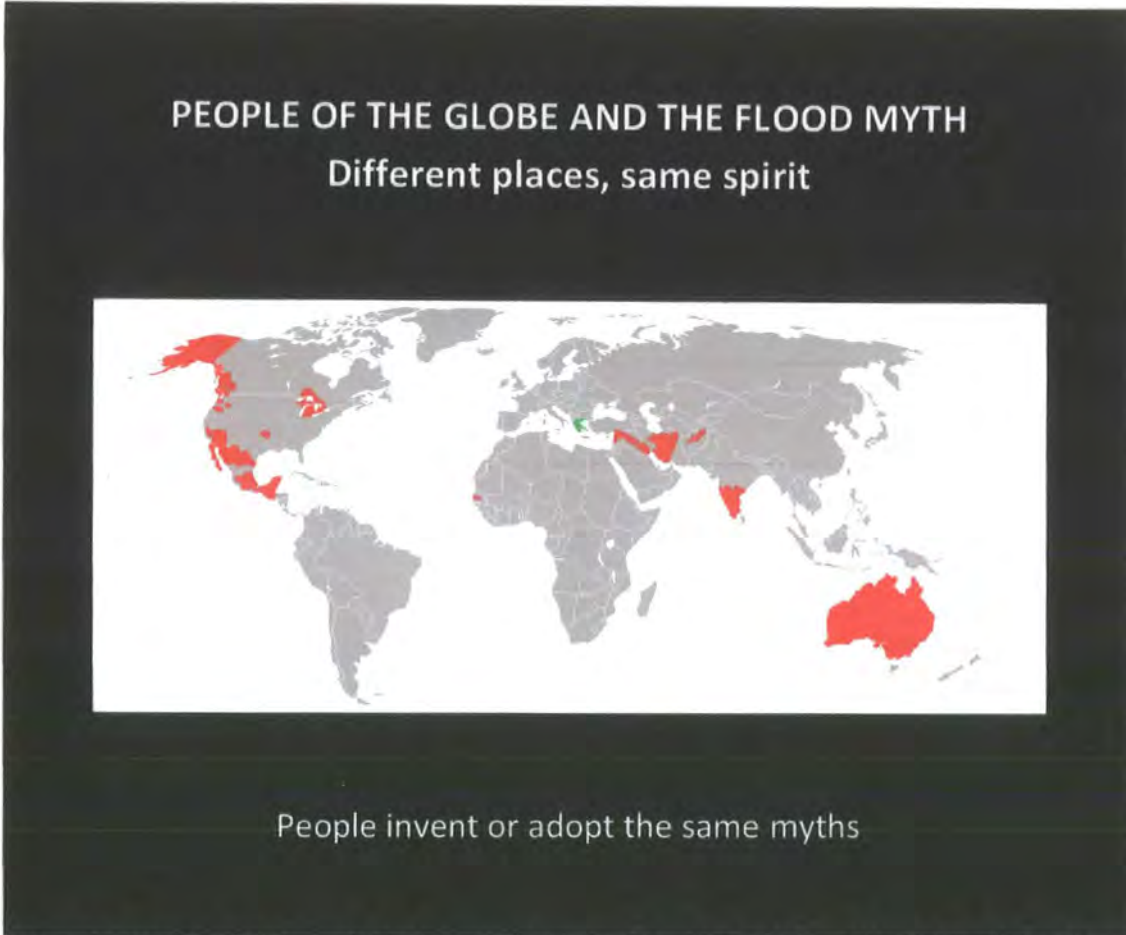 PEOPLE OF THE GLOBE AND THE FLOOD MYTH
Different places, same spirit
People invent or adopt the same myths